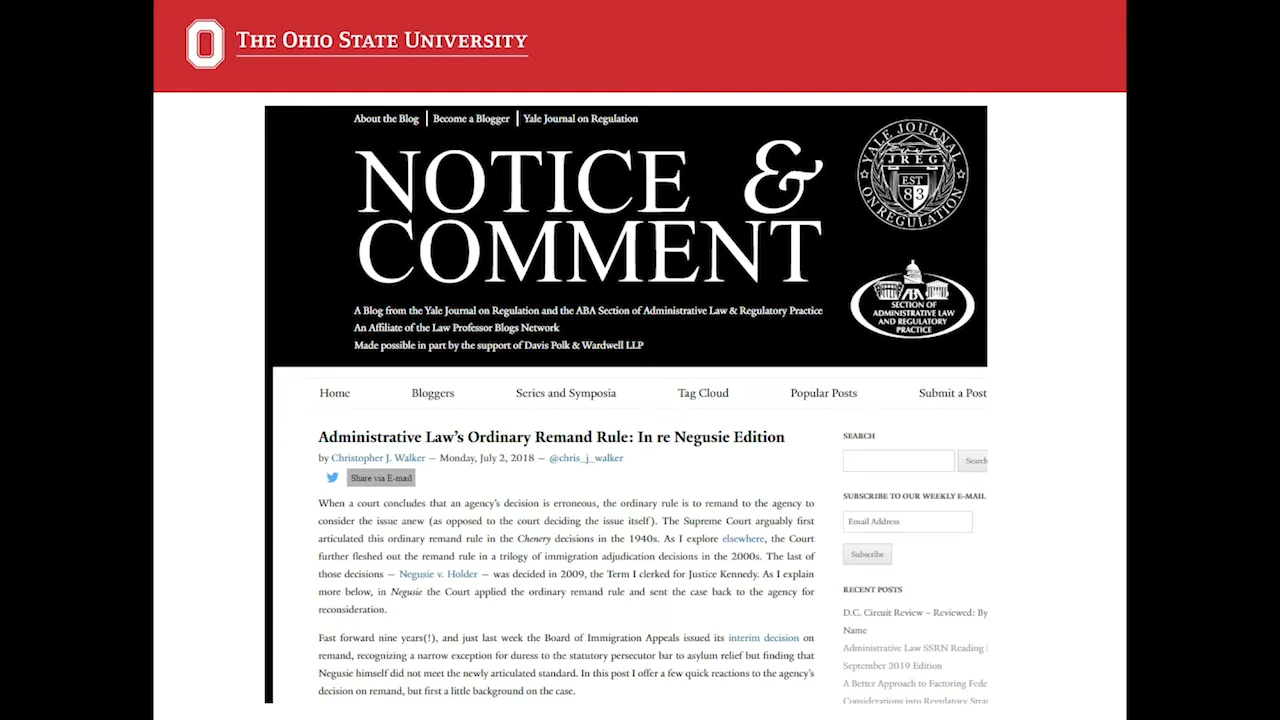 THE OHIO STATE UNIVERSITY
About the Blog
Become a Blogger
Yale Journal on Regulation
NOTICE &
COMMENT
YALE JOURNAL
JREG
EST
83
ON REGULATION
ABA
SECTION OF
ADMINISTRATIVE LAW
AND REGULATORY
PRACTICE
A Blog from the Yale Journal on Regulation and the ABA Section of Administrative Law & Regulatory Practice
An Affiliate of the Law Professor Blogs Network
Made possible in part by the support of Davis Polk & Wardwell LLP
Home
Bloggers
Series and Symposia
Tag Cloud
Popular Posts
Submit a Post
Administrative Law's Ordinary Remand Rule: In re Negusie Edition
by Christopher J. Walker — Monday, July 2, 2018 — @chris_j_walker
Share via E-mail
When a court concludes that an agency's decision is erroneous, the ordinary rule is to remand to the agency to
consider the issue anew (as opposed to the court deciding the issue itself). The Supreme Court arguably first
articulated this ordinary remand rule in the Chenery decisions in the 1940s. As I explore elsewhere, the Court
further fleshed out the remand rule in a trilogy of immigration adjudication decisions in the 2000s. The last of
those decisions — Negusie v. Holder — was decided in 2009, the Term I clerked for Justice Kennedy. As I explain
more below, in Negusie the Court applied the ordinary remand rule and sent the case back to the agency for
reconsideration.
Fast forward nine years(!), and just last week the Board of Immigration Appeals issued its interim decision on
remand, recognizing a narrow exception for duress to the statutory persecutor bar to asylum relief but finding that
Negusie himself did not meet the newly articulated standard. In this post I offer a few quick reactions to the agency's
decision on remand, but first a little background on the case.
SEARCH
Search
SUBSCRIBE TO OUR WEEKLY E-MAIL
Email Address
Subscribe
RECENT POSTS
D.C. Circuit Review – Reviewed: By
Name
Administrative Law SSRN Reading
September 2019 Edition
A Better Approach to Factoring Fede
Considerations into Regulatory Strat